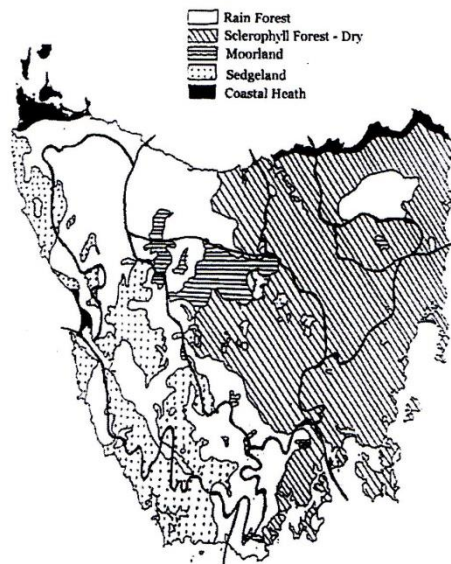 Rain Forest
Sclerophyll Forest - Dry
Moorland
Sedgeland
Coastal Heath